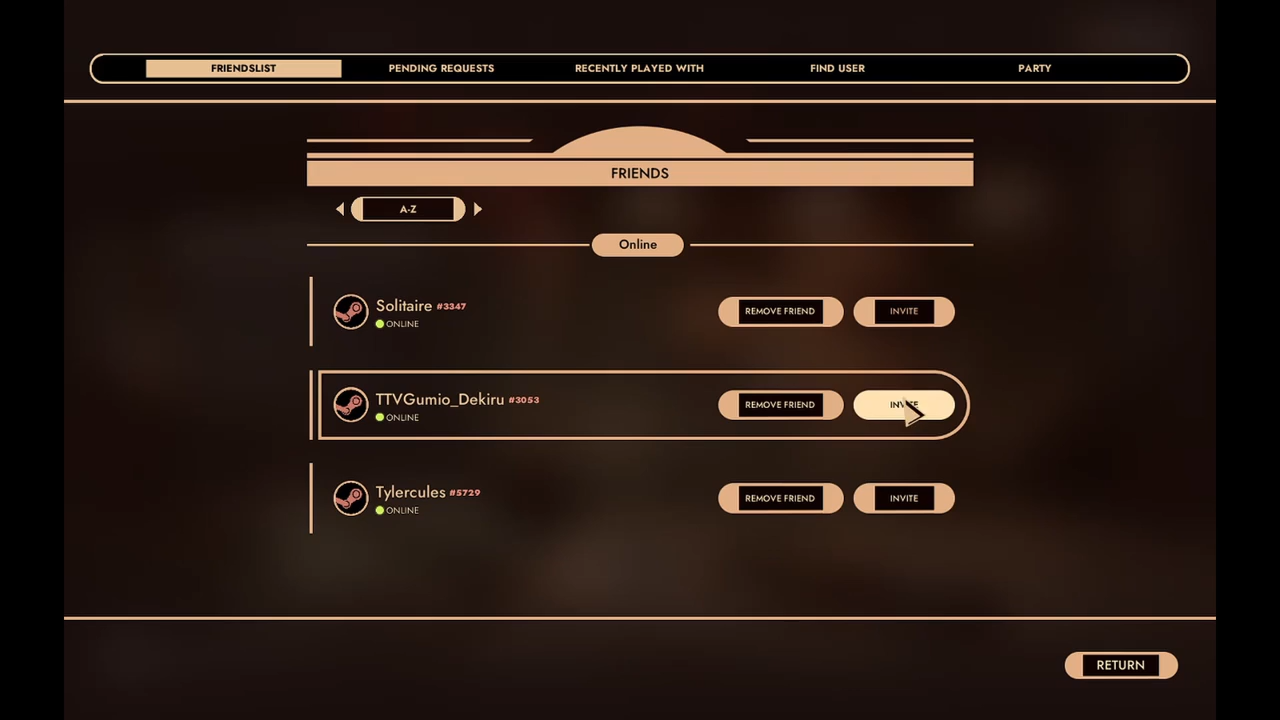 FRIENDSLIST PENDING REQUESTS RECENTLY PLAYED WITH FIND USER PARTY
FRIENDS
A-Z
Online
Solitaire #3347
ONLINE
REMOVE FRIEND INVITE
TTVGumio_Dekiru #3053
ONLINE
REMOVE FRIEND INVITE
Tylercules #5729
ONLINE
REMOVE FRIEND INVITE
RETURN